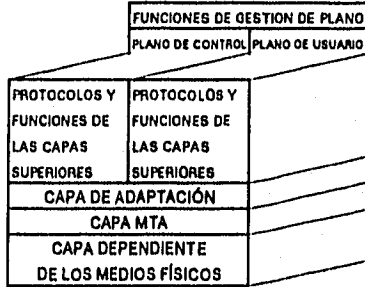 FUNCIONES DE GESTION DE PLANO
PLANO DE CONTROL PLANO DE USUARIO
PROTOCOLOS Y PROTOCOLOS Y
FUNCIONES DE FUNCIONES DE
LAS CAPAS LAS CAPAS
SUPERIORES SUPERIORES
CAPA DE ADAPTACIÓN
CAPA MTA
CAPA DEPENDIENTE
DE LOS MEDIOS FÍSICOS